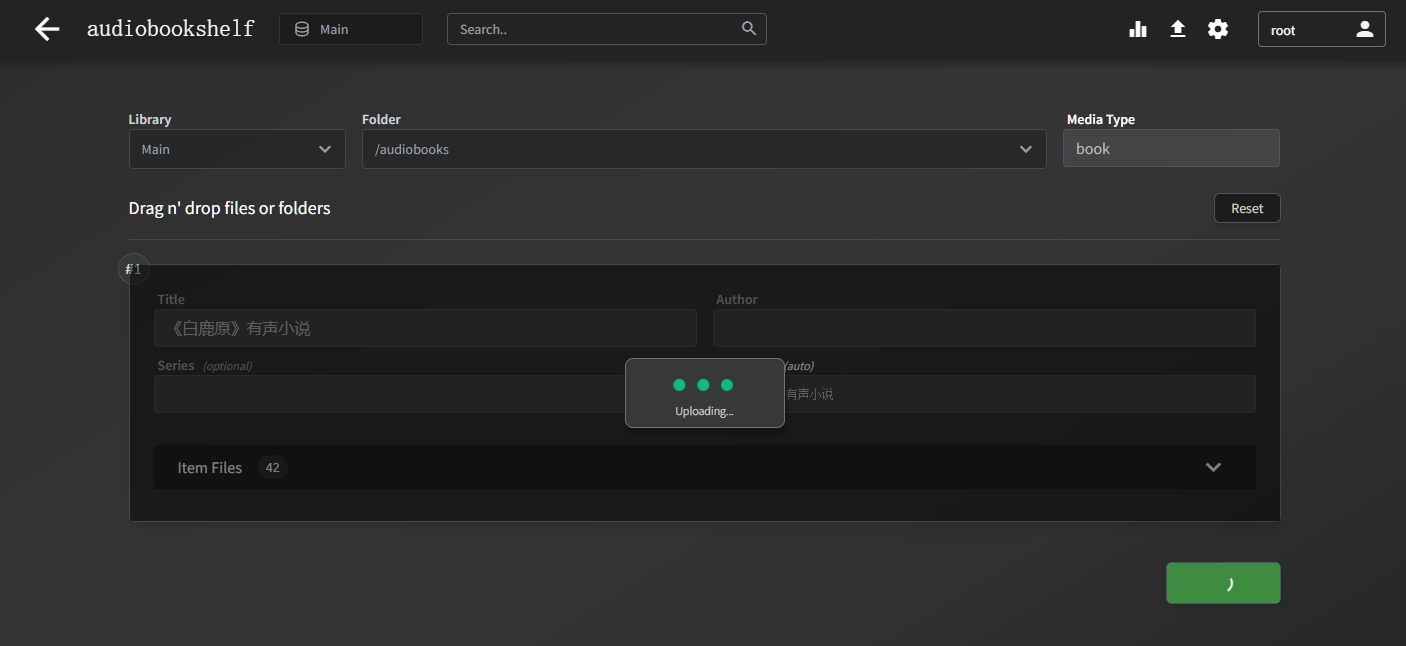 audiobookshelf
Main
Search..
root
Library
Folder
Media Type
Main
/audiobooks
book
Drag n' drop files or folders
Reset
#1
Title
Author
《白鹿原》有声小说
Series (optional)
(auto)
有声小说
Uploading...
Item Files 42